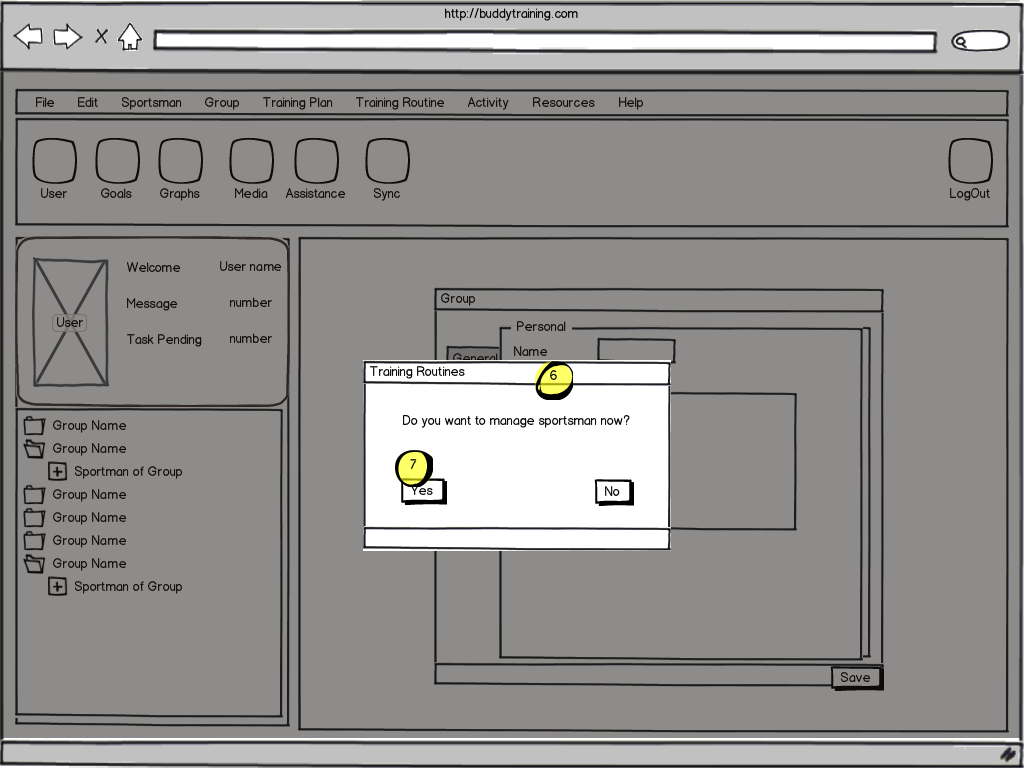 http://buddytraining.com
File Edit Sportsman Group Training Plan Training Routine Activity Resources Help
User Goals Graphs Media Assistance Sync LogOut
Welcome User name
Message number
User
Task Pending number
Group Name
Group Name
Sportman of Group
Group Name
Group Name
Group Name
Group Name
Sportman of Group
Group
Personal
General
Name
Training Routines
6
Do you want to manage sportsman now?
7
Yes No
Save